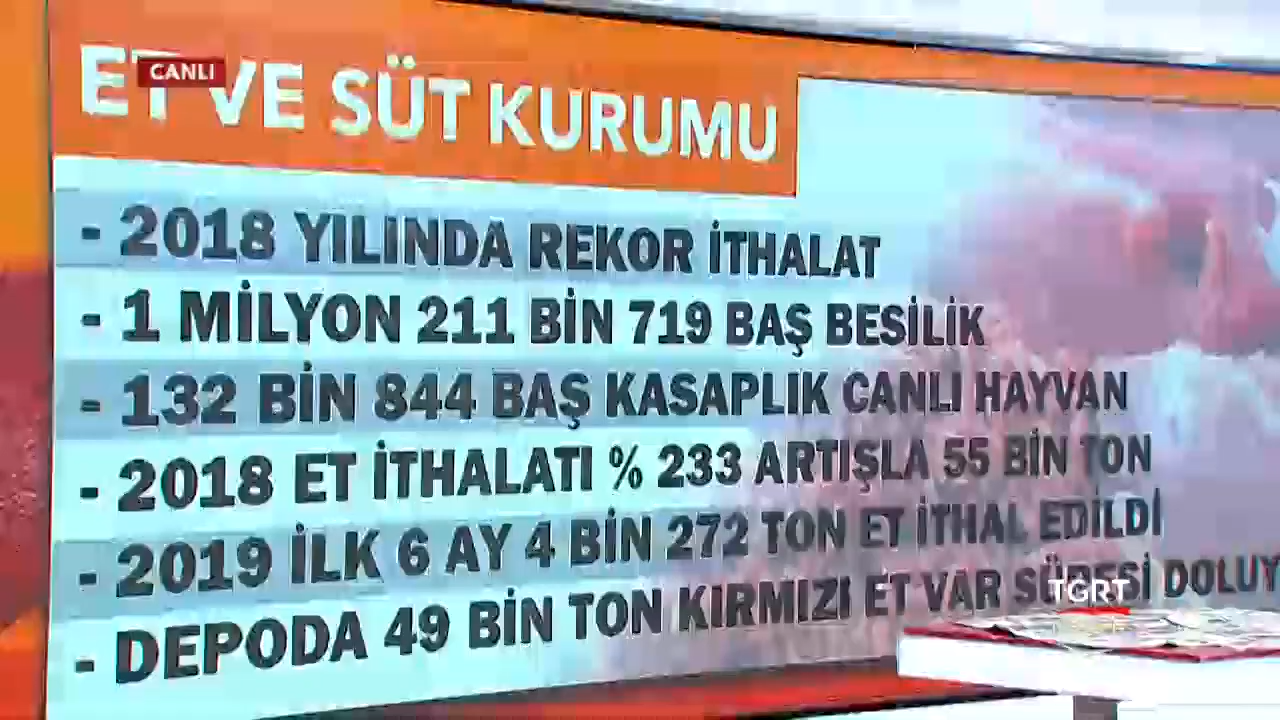 CANLI
ET VE SÜT KURUMU
- 2018 YILINDA REKOR İTHALAT
- 1 MİLYON 211 BİN 719 BAŞ BESİLİK
- 132 BİN 844 BAŞ KASAPLIK CANLI HAYVAN
- 2018 ET İTHALATI % 233 ARTIŞLA 55 BİN TON
- 2019 İLK 6 AY 4 BİN 272 TON ET İTHAL EDİLDİ
- DEPODA 49 BİN TON KIRMIZI ET VAR SÜRESİ DOLUY
TGRT